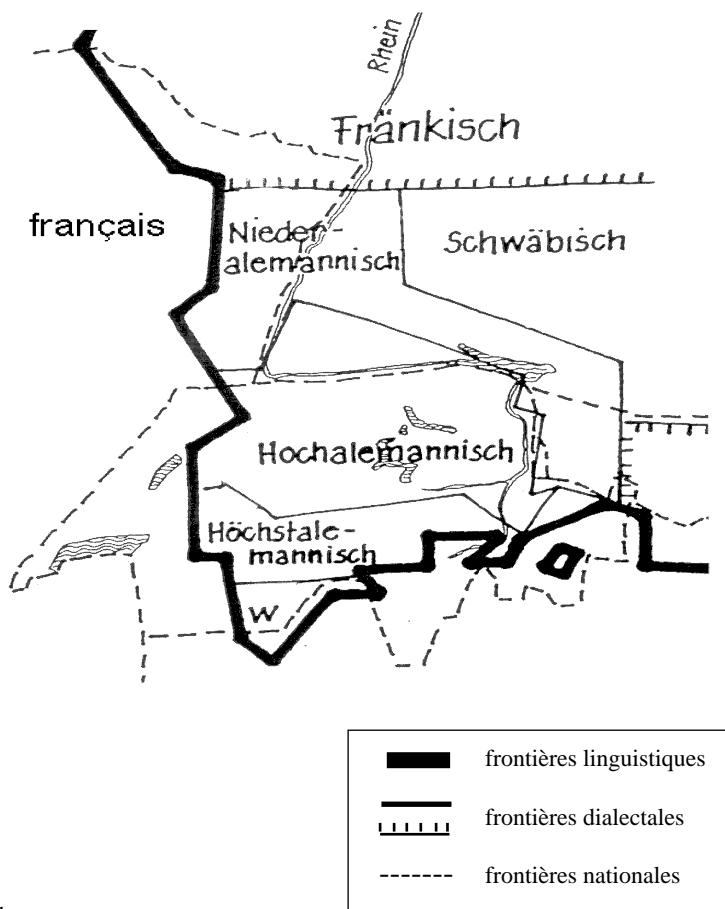 Rhein
Fränkisch
français
Nieder-
alemannisch
Schwäbisch
Hochalemannisch
Höchstale-
mannisch
W
frontières linguistiques
frontières dialectales
frontières nationales